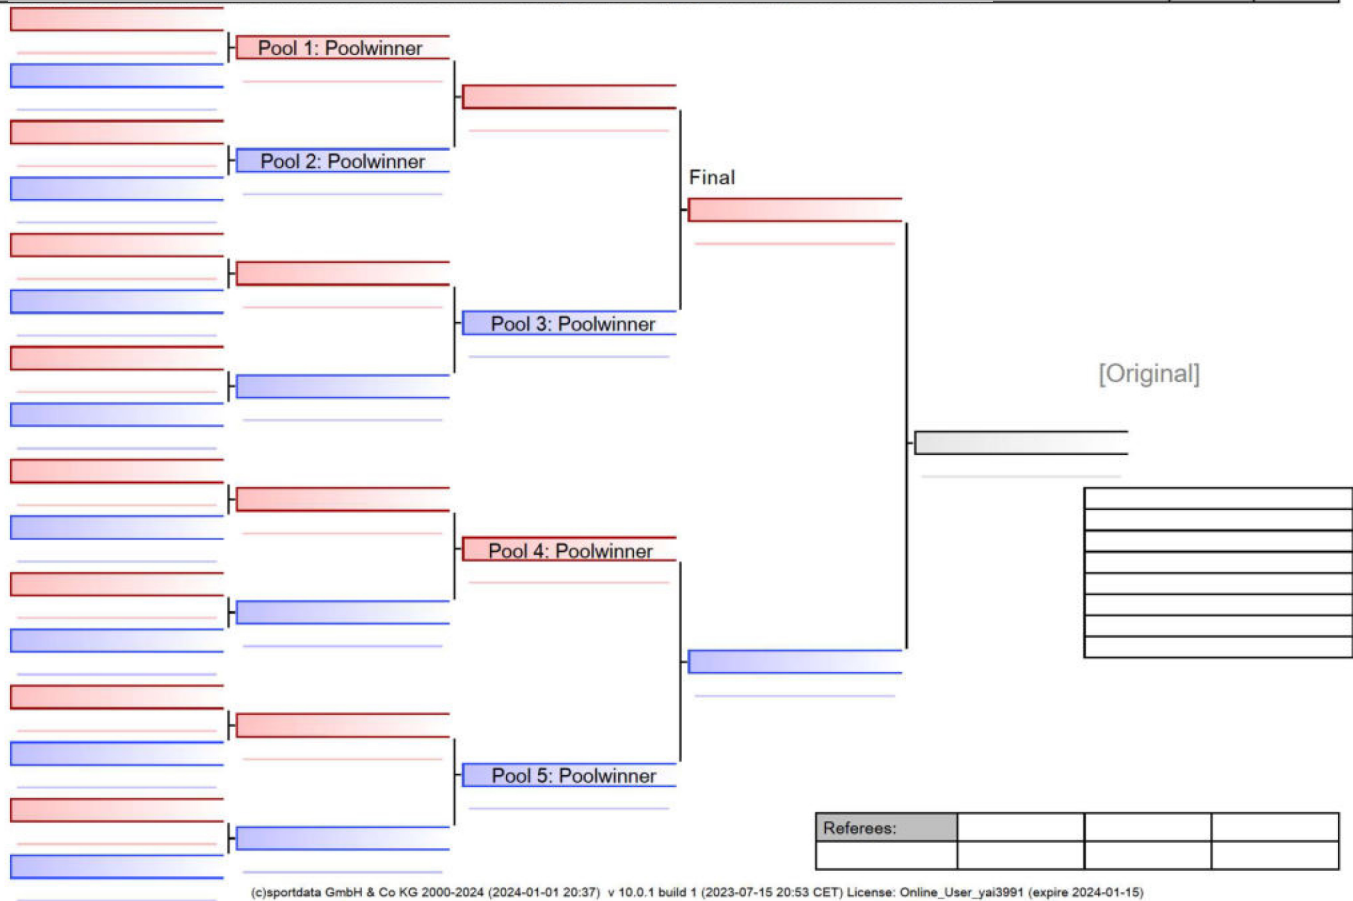 Pool 1: Poolwinner
Pool 2: Poolwinner
Final
Pool 3: Poolwinner
[Original]
Pool 4: Poolwinner
Pool 5: Poolwinner
Referees:
(c)sportdata GmbH & Co KG 2000-2024 (2024-01-01 20:37) v 10.0.1 build 1 (2023-07-15 20:53 CET) License: Online_User_yai3991 (expire 2024-01-15)